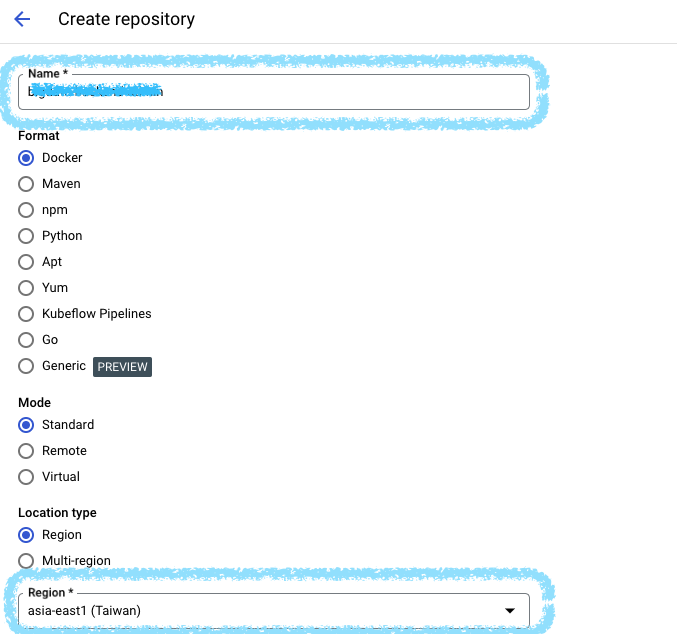 Create repository
Name *
Format
Docker
Maven
npm
Python
Apt
Yum
Kubeflow Pipelines
Go
Generic PREVIEW
Mode
Standard
Remote
Virtual
Location type
Region
Multi-region
Region *
asia-east1 (Taiwan)